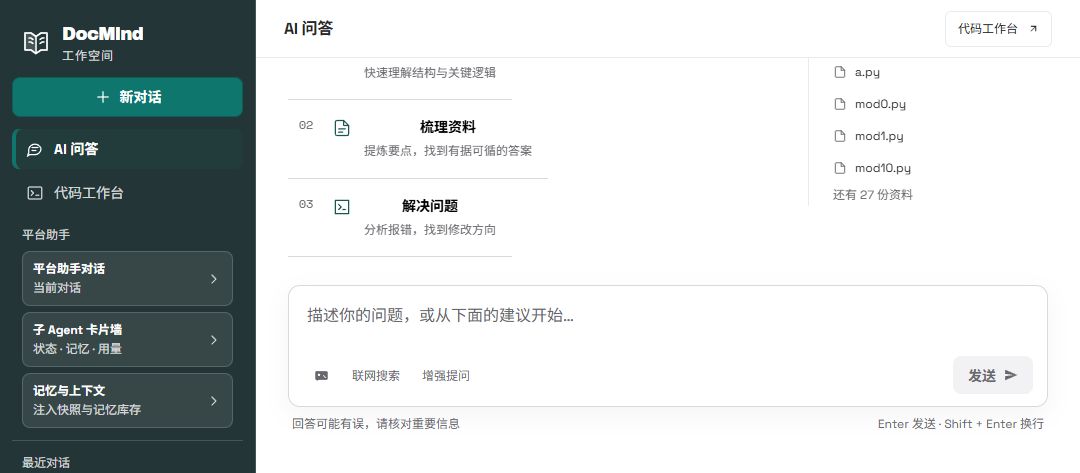 DocMind
工作空间
新对话
AI 问答
代码工作台
平台助手
平台助手对话
当前对话
子 Agent 卡片墙
状态 · 记忆 · 用量
记忆与上下文
注入快照与记忆库存
最近对话
AI 问答
代码工作台
快速理解结构与关键逻辑
02
梳理资料
提炼要点，找到有据可循的答案
03
解决问题
分析报错，找到修改方向
a.py
mod0.py
mod1.py
mod10.py
还有 27 份资料
描述你的问题，或从下面的建议开始...
联网搜索
增强提问
发送
回答可能有误，请核对重要信息
Enter 发送 · Shift + Enter 换行